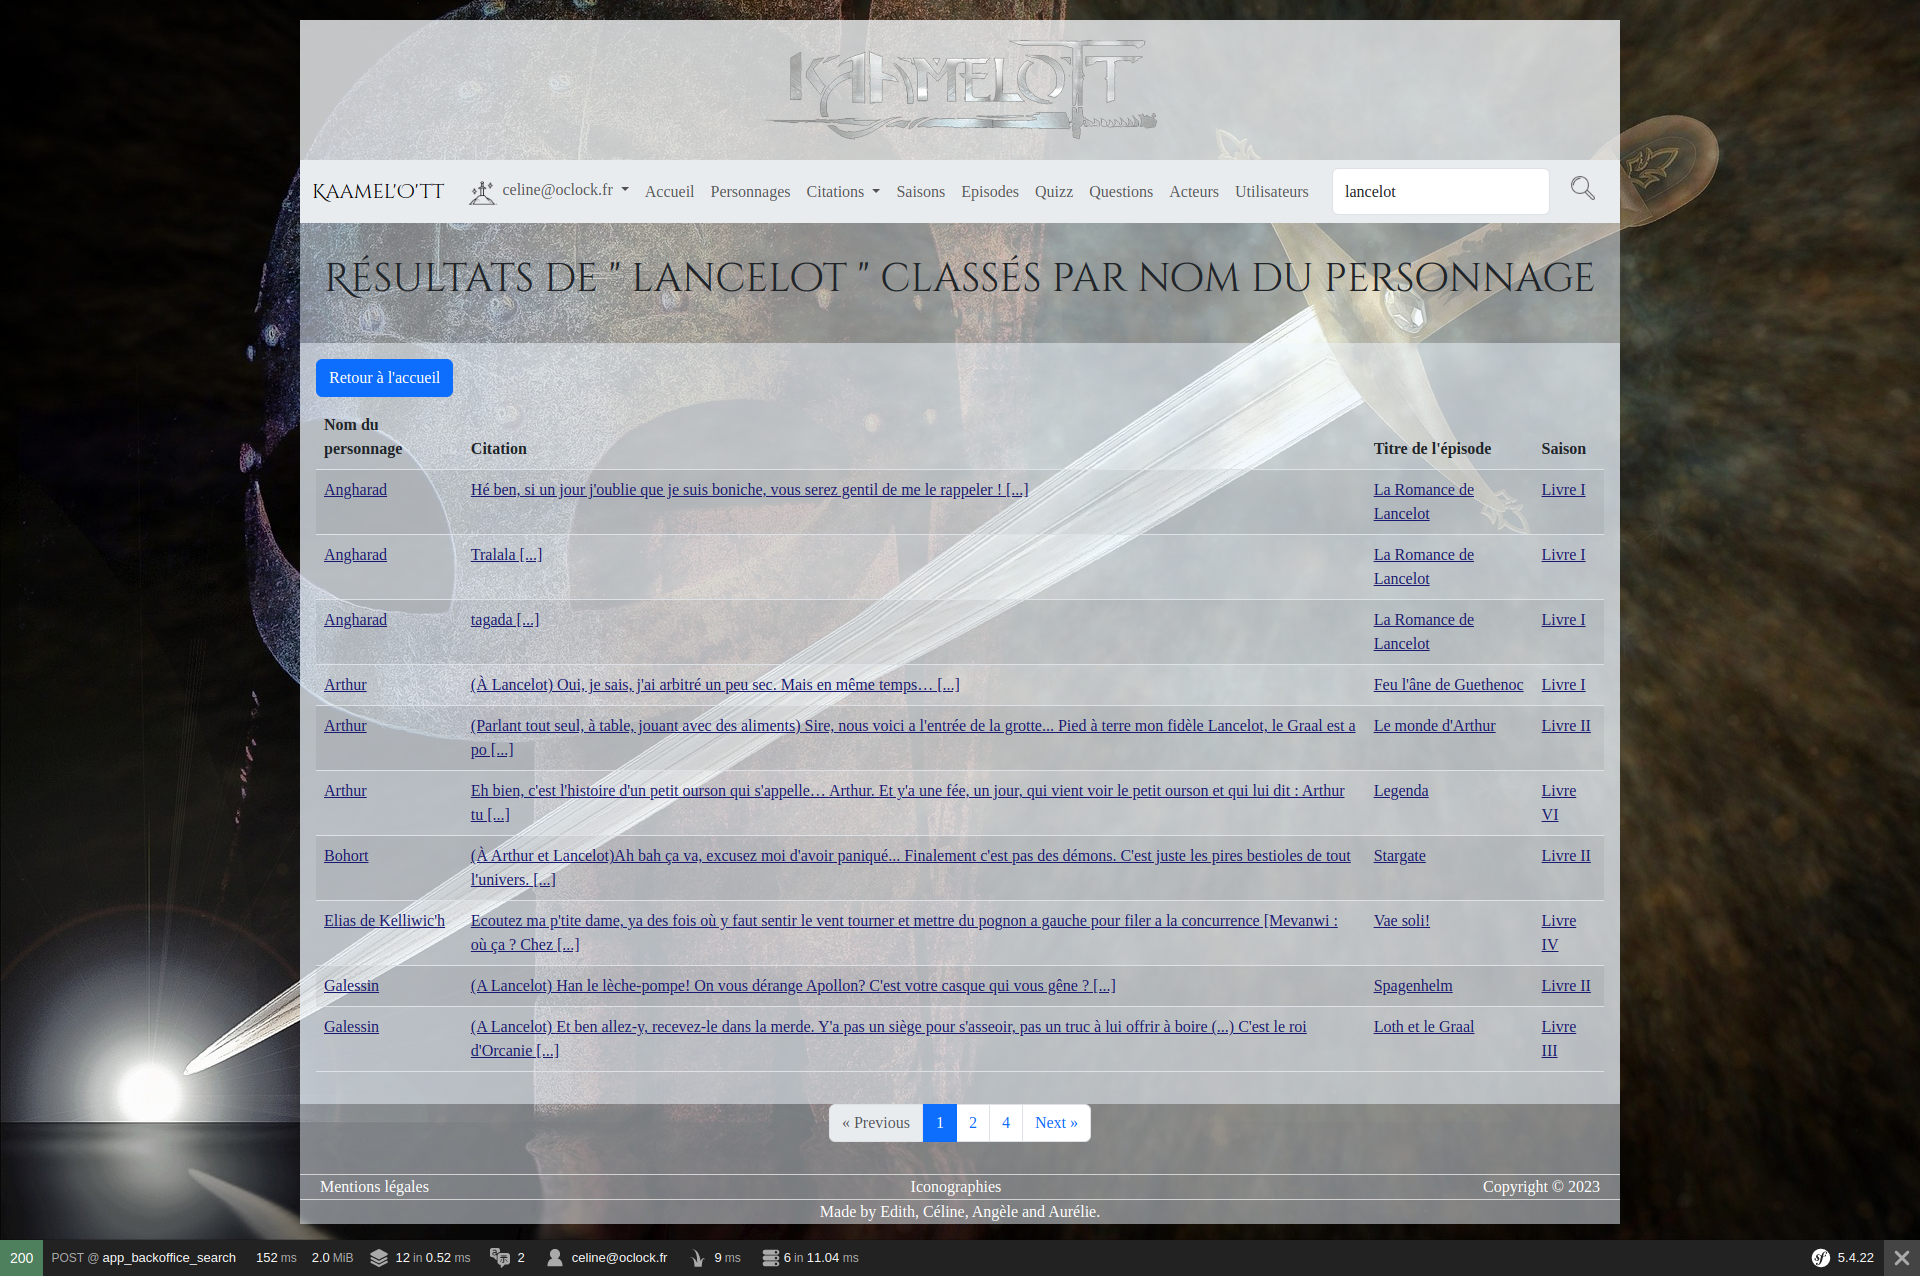 KAAMELOTT
KAAMEL'O'TT celine@oclock.fr Accueil Personnages Citations Saisons Episodes Quizz Questions Acteurs Utilisateurs lancelot
Résultats de " lancelot " classés par nom du personnage
Retour à l'accueil
Nom du
personnage Citation Titre de l'épisode Saison
Angharad Hé ben, si un jour j'oublie que je suis boniche, vous serez gentil de me le rappeler ! [...] La Romance de Livre I
Lancelot
Angharad Tralala [...] La Romance de Livre I
Lancelot
Angharad tagada [...] La Romance de Livre I
Lancelot
Arthur (À Lancelot) Oui, je sais, j'ai arbitré un peu sec. Mais en même temps… [...] Feu l'âne de Guethenoc Livre I
Arthur (Parlant tout seul, à table, jouant avec des aliments) Sire, nous voici a l'entrée de la grotte... Pied à terre mon fidèle Lancelot, le Graal est a Le monde d'Arthur Livre II
po [...]
Arthur Eh bien, c'est l'histoire d'un petit ourson qui s'appelle… Arthur. Et y'a une fée, un jour, qui vient voir le petit ourson et qui lui dit : Arthur Legenda Livre
tu [...] VI
Bohort (À Arthur et Lancelot)Ah bah ça va, excusez moi d'avoir paniqué... Finalement c'est pas des démons. C'est juste les pires bestioles de tout Stargate Livre II
l'univers. [...]
Elias de Kelliwic'h Ecoutez ma p'tite dame, ya des fois où y faut sentir le vent tourner et mettre du pognon a gauche pour filer a la concurrence [Mevanwi : Vae soli! Livre
où ça ? Chez [...] IV
Galessin (A Lancelot) Han le lèche-pompe! On vous dérange Apollon? C'est votre casque qui vous gêne ? [...] Spagenhelm Livre II
Galessin (A Lancelot) Et ben allez-y, recevez-le dans la merde. Y'a pas un siège pour s'asseoir, pas un truc à lui offrir à boire (...) C'est le roi Loth et le Graal Livre
d'Orcanie [...] III
« Previous 1 2 4 Next »
Mentions légales Iconographies Copyright © 2023
Made by Edith, Céline, Angèle and Aurélie.
200 POST @ app_backoffice_search 152 ms 2.0 MiB 12 in 0.52 ms 2 celine@oclock.fr 9 ms 6 in 11.04 ms 5.4.22